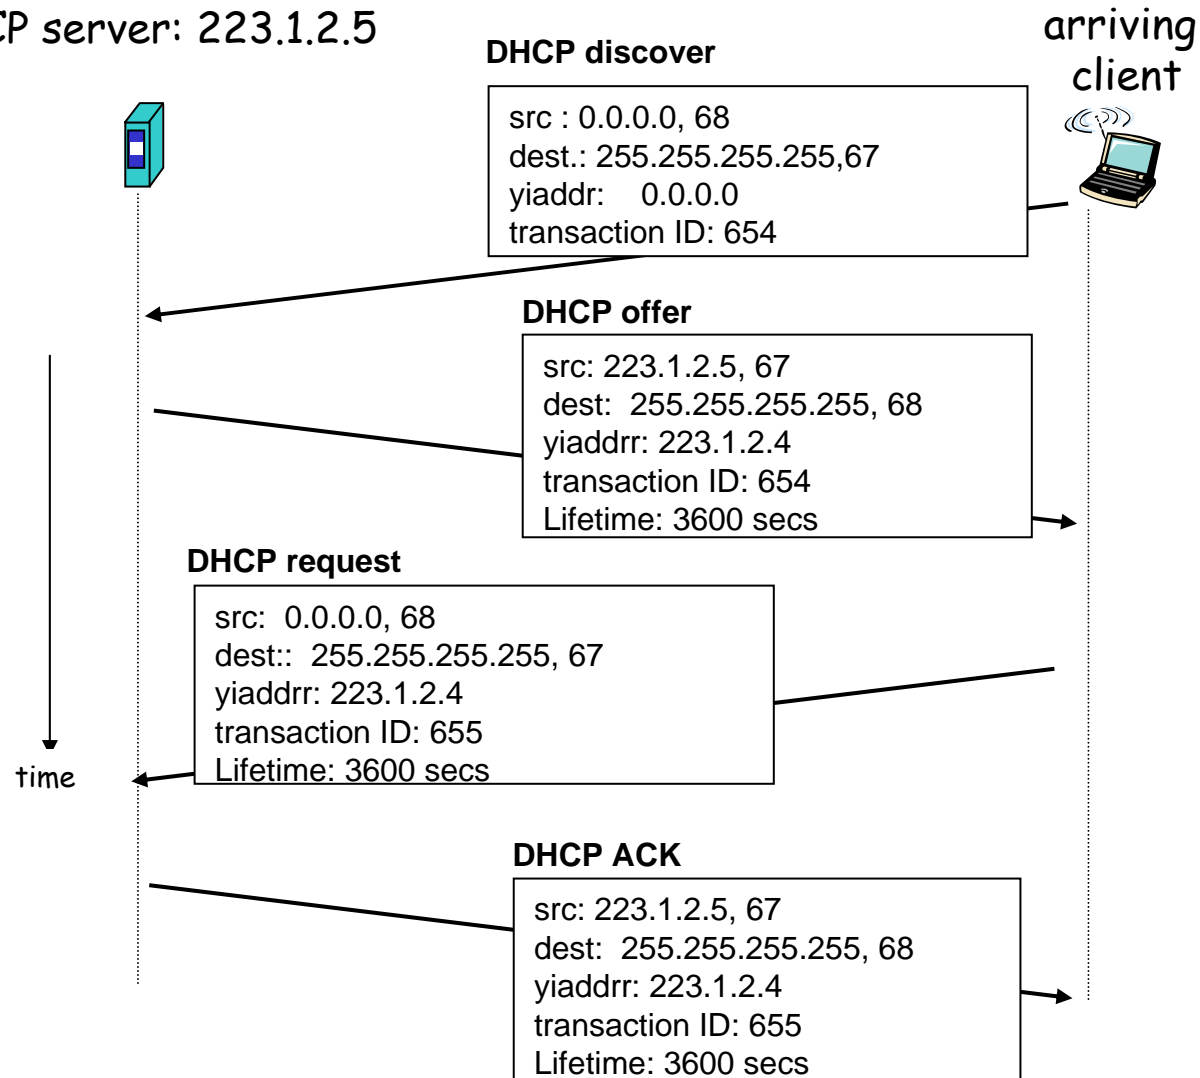 CP server: 223.1.2.5
arriving
client
DHCP discover
src : 0.0.0.0, 68
dest.: 255.255.255.255,67
yiaddr: 0.0.0.0
transaction ID: 654
DHCP offer
src: 223.1.2.5, 67
dest: 255.255.255.255, 68
yiaddrr: 223.1.2.4
transaction ID: 654
Lifetime: 3600 secs
DHCP request
src: 0.0.0.0, 68
dest:: 255.255.255.255, 67
yiaddrr: 223.1.2.4
transaction ID: 655
Lifetime: 3600 secs
time
DHCP ACK
src: 223.1.2.5, 67
dest: 255.255.255.255, 68
yiaddrr: 223.1.2.4
transaction ID: 655
Lifetime: 3600 secs